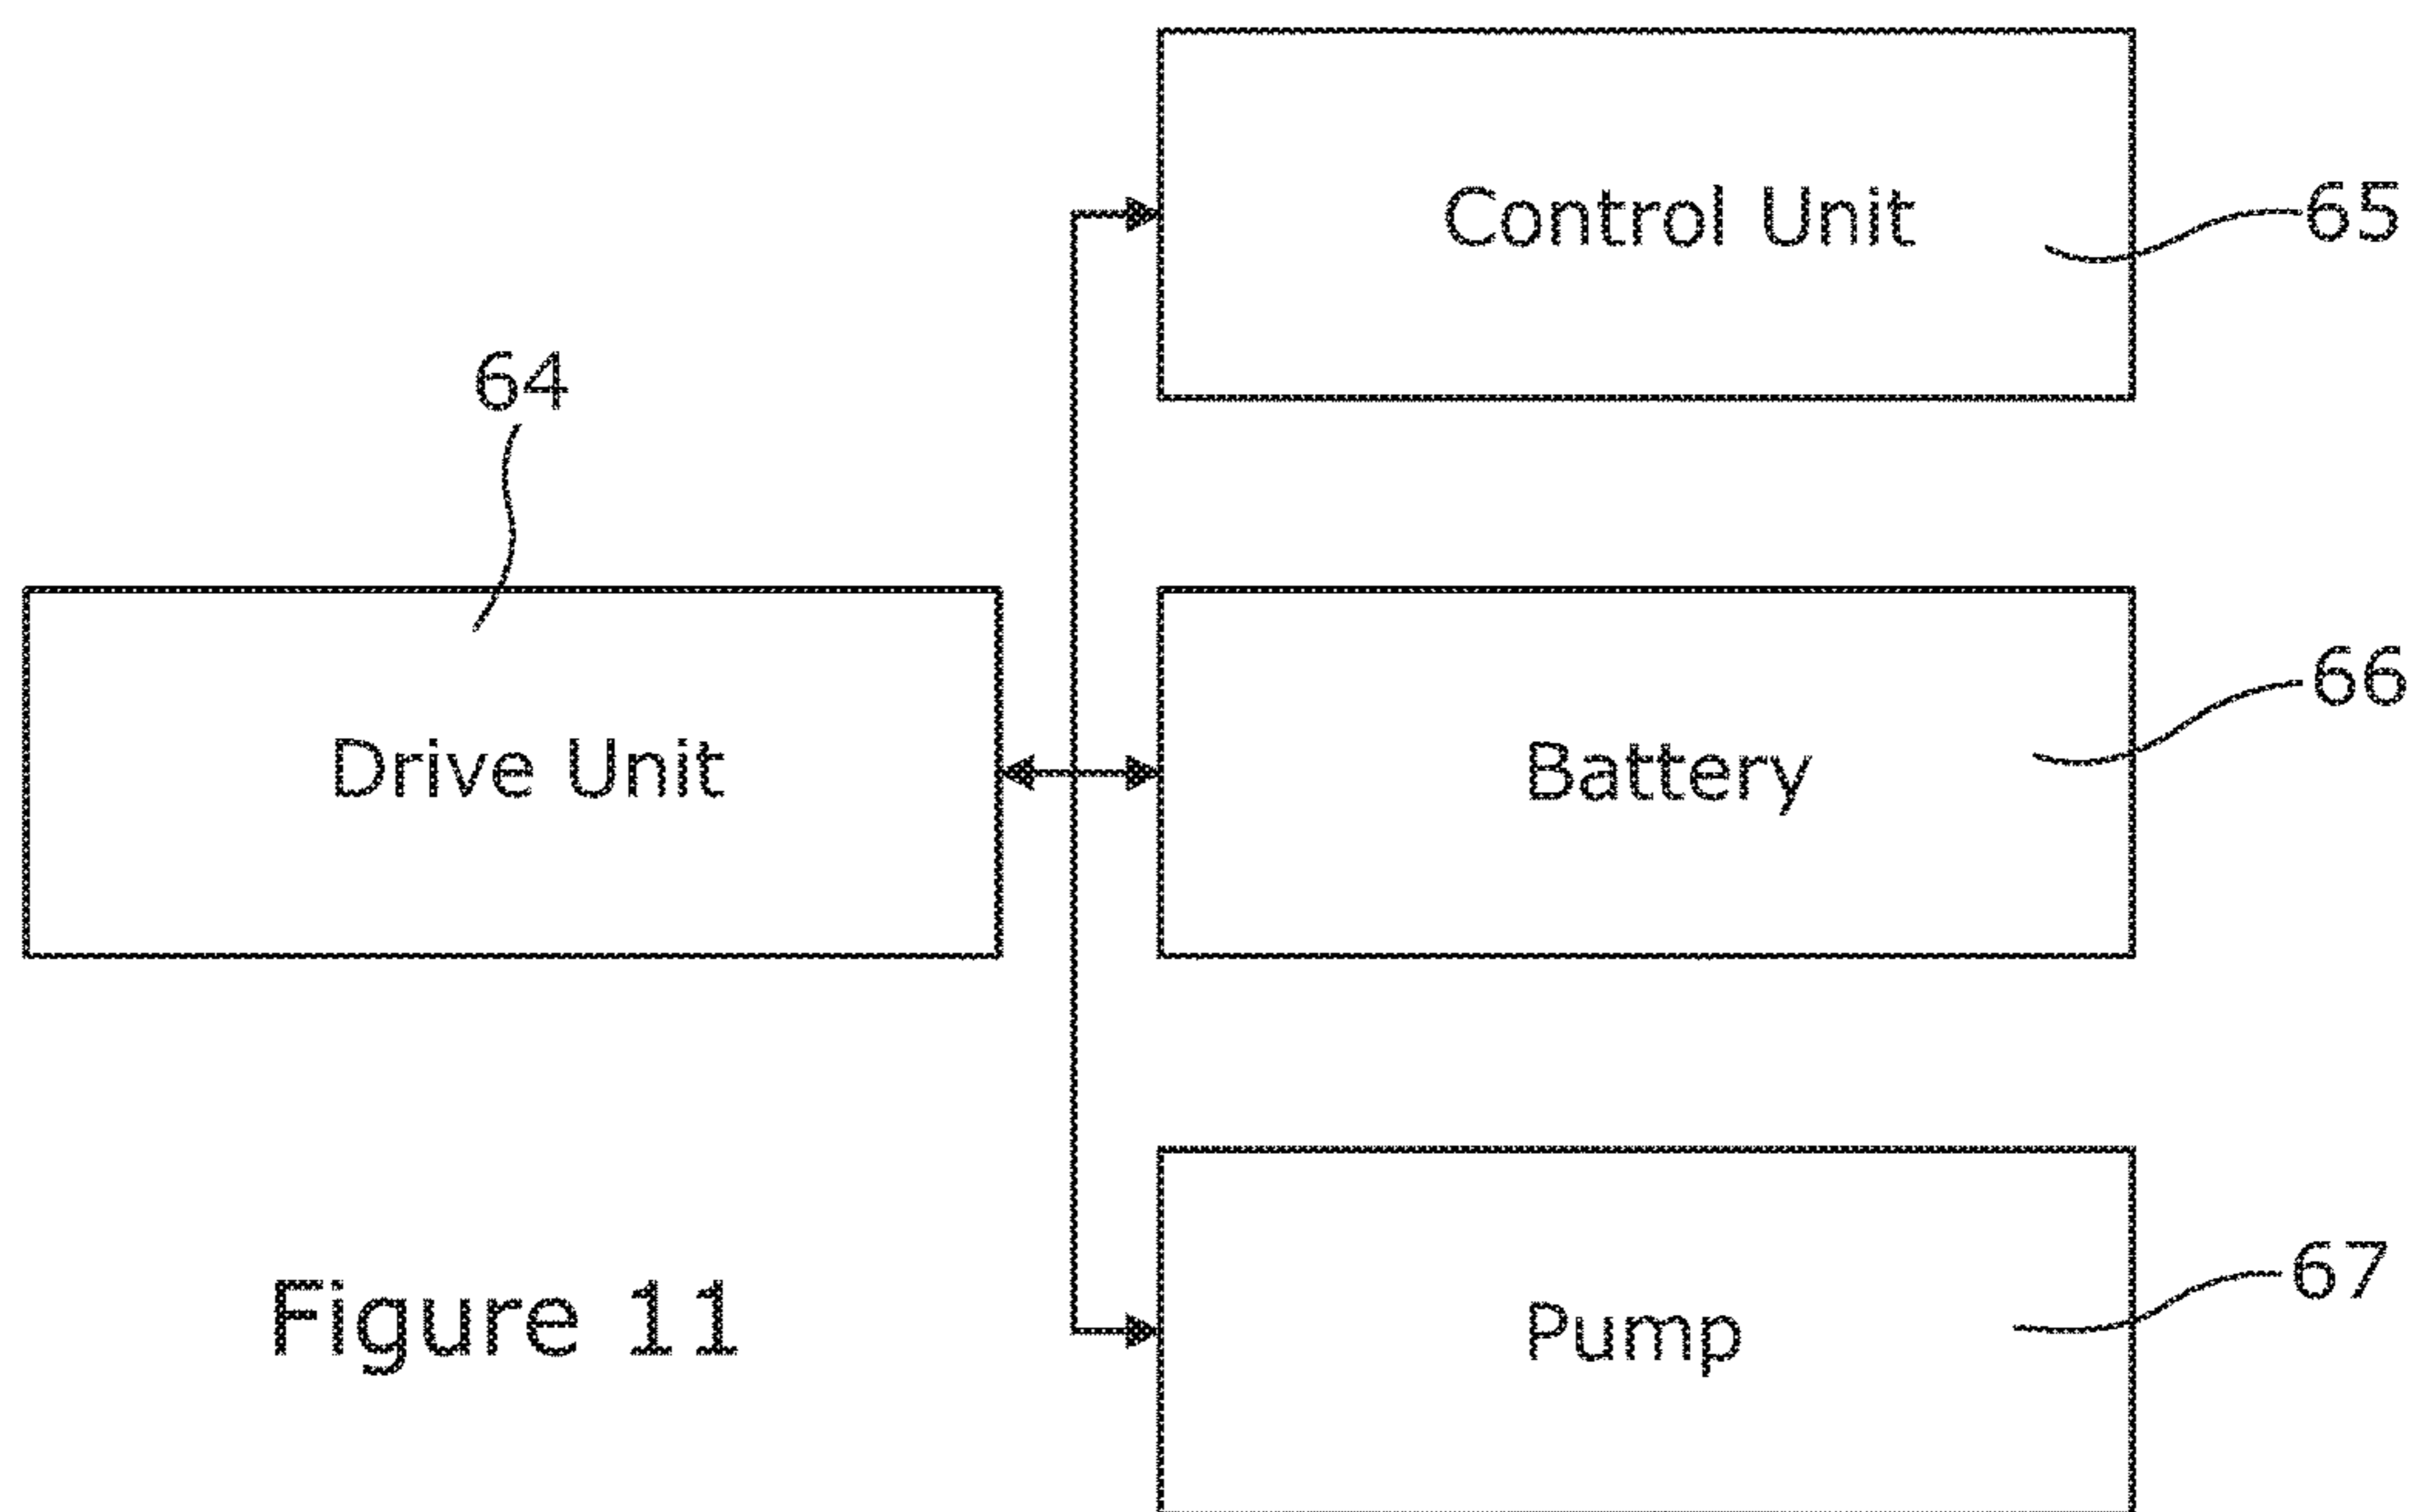 Control Unit
65
64
Drive Unit
Battery
66
Pump
67
Figure 11